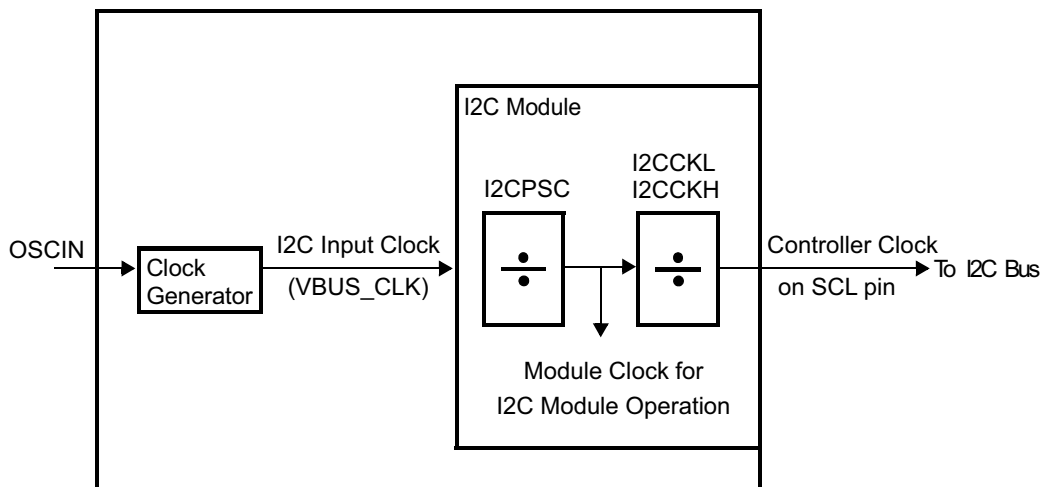 I2C Module
I2CCKL
I2CPSC I2CCKH
OSCIN
Clock
Generator
I2C Input Clock
(VBUS_CLK)
÷
÷
Controller Clock
on SCL pin
To I2C Bus
Module Clock for
I2C Module Operation